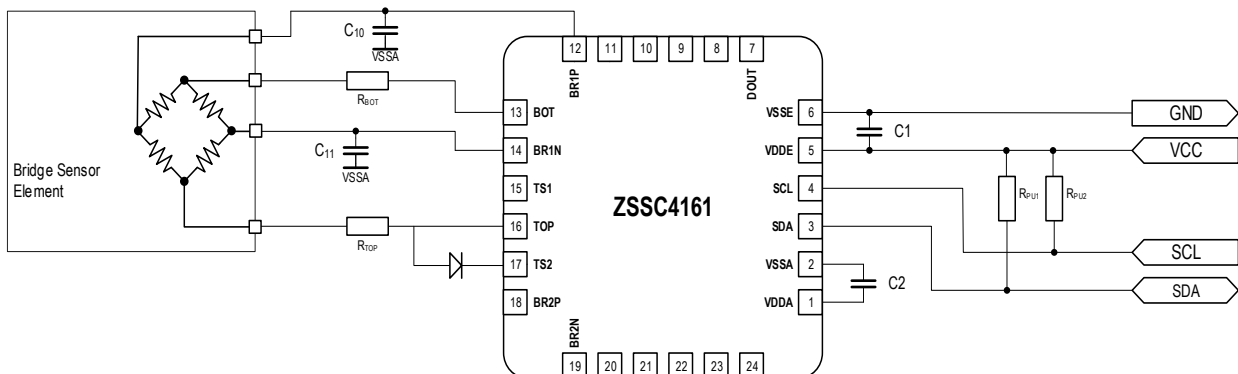 C10
VSSA
12 11 10 9 8 7
BR1P
DOUT
RBOT
13 BOT
VSSE 6
GND
C1
C11
VSSA
14 BR1N
VDDE 5
VCC
Bridge Sensor
Element
15 TS1
ZSSC4161
SCL 4
RPU1
RPU2
RTOP
16 TOP
SDA 3
SCL
17 TS2
VSSA 2
C2
SDA
18 BR2P
VDDA 1
BR2N
19 20 21 22 23 24